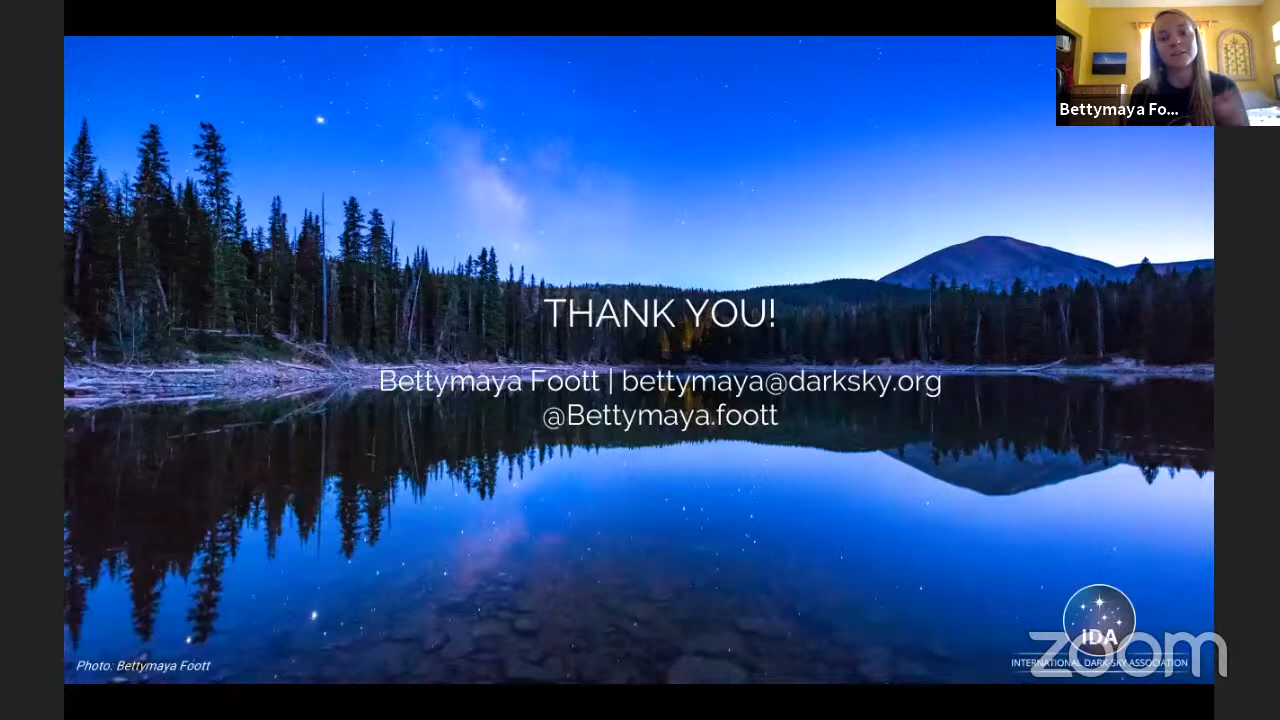 Bettymaya Fo...
THANK YOU!
Bettymaya Foott | bettymaya@darksky.org
@Bettymaya.foott
IDA
INTERNATIONAL DARK-SKY ASSOCIATION
zoom
Photo: Bettymaya Foott